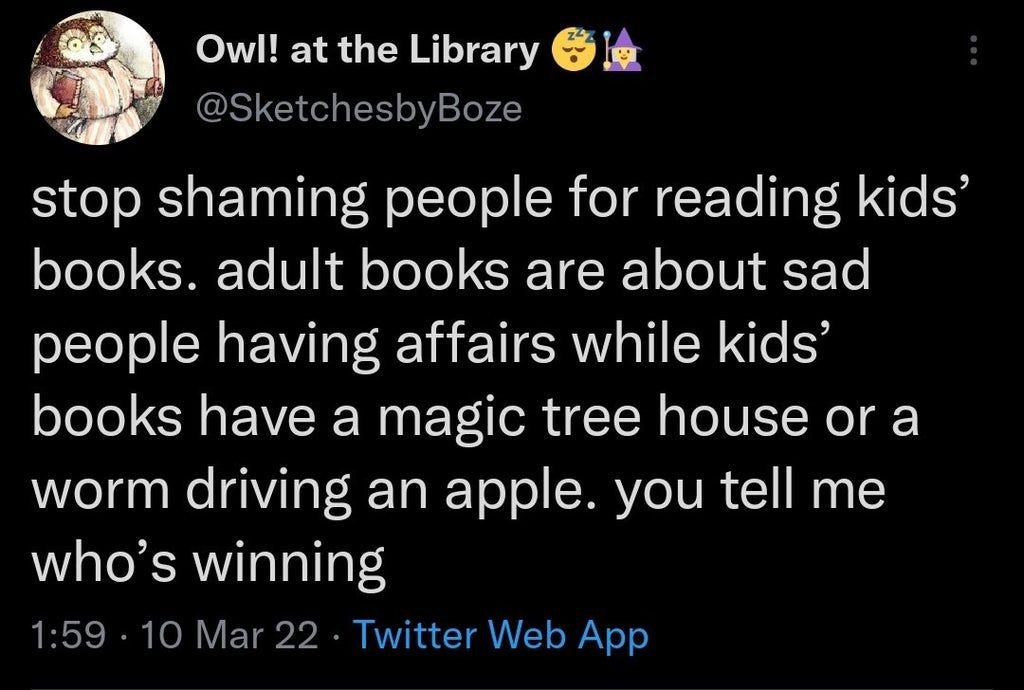 Owl! at the Library 😴🧙‍♀️
@SketchesbyBoze
stop shaming people for reading kids’
books. adult books are about sad
people having affairs while kids’
books have a magic tree house or a
worm driving an apple. you tell me
who’s winning
1:59 · 10 Mar 22 · Twitter Web App